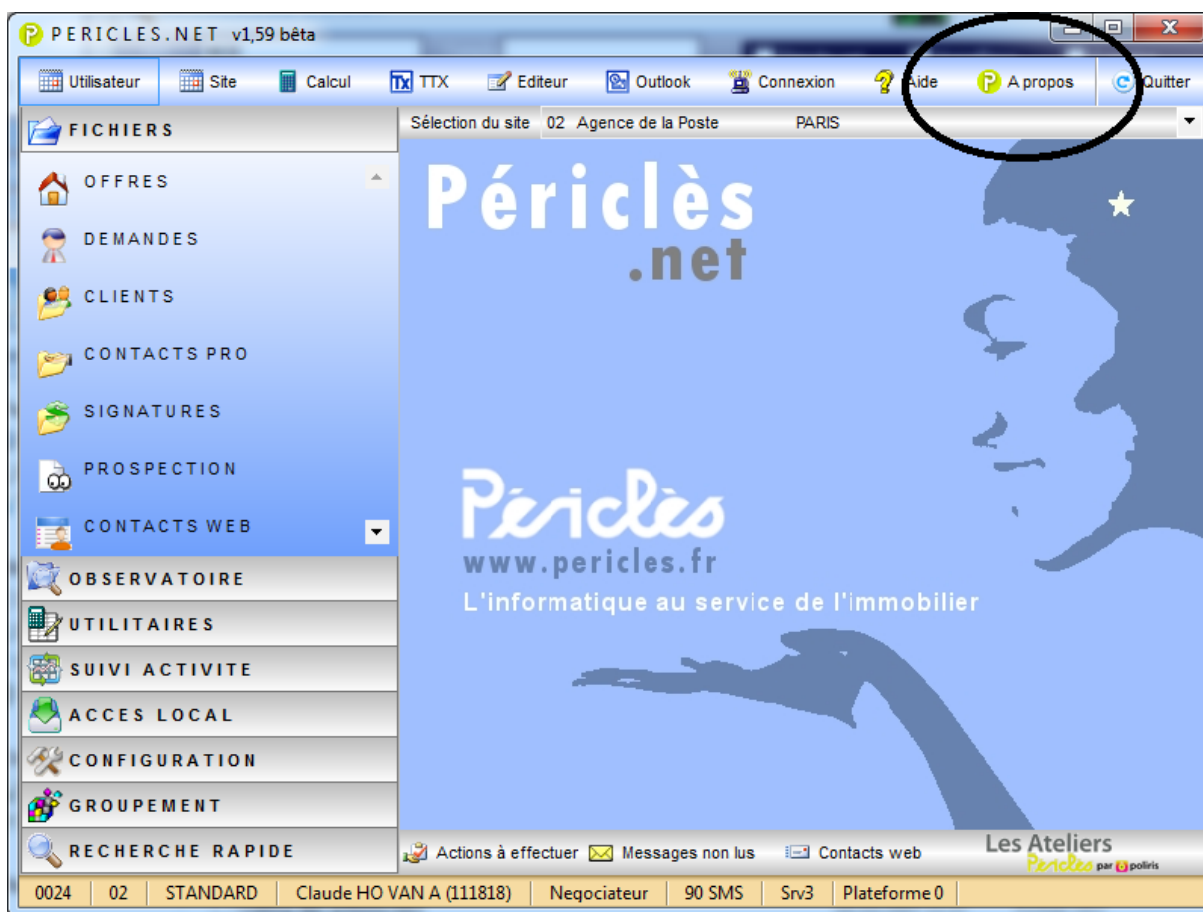 PERICLES.NET v1,59 bêta
Utilisateur Site Calcul TX TTX Editeur Outlook Connexion Aide A propos Quitter
FICHIERS
Sélection du site 02 Agence de la Poste PARIS
OFFRES
DEMANDES
CLIENTS
CONTACTS PRO
SIGNATURES
PROSPECTION
CONTACTS WEB
OBSERVATOIRE
UTILITAIRES
SUIVI ACTIVITE
ACCES LOCAL
CONFIGURATION
GROUPEMENT
RECHERCHE RAPIDE
Périclès
.net
Périclès
www.pericles.fr
L'informatique au service de l'immobilier
Actions à effectuer Messages non lus Contacts web
Les Ateliers
Périclès par poliris
0024 02 STANDARD Claude HO VAN A (111818) Negociateur 90 SMS Srv3 Plateforme 0